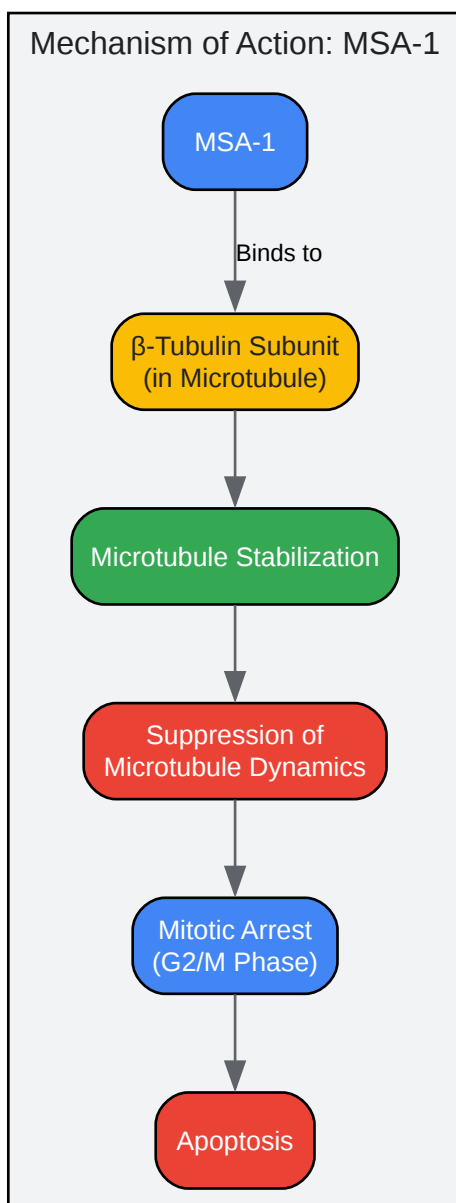 Mechanism of Action: MSA-1
MSA-1
Binds to
β-Tubulin Subunit
(in Microtubule)
Microtubule Stabilization
Suppression of
Microtubule Dynamics
Mitotic Arrest
(G2/M Phase)
Apoptosis